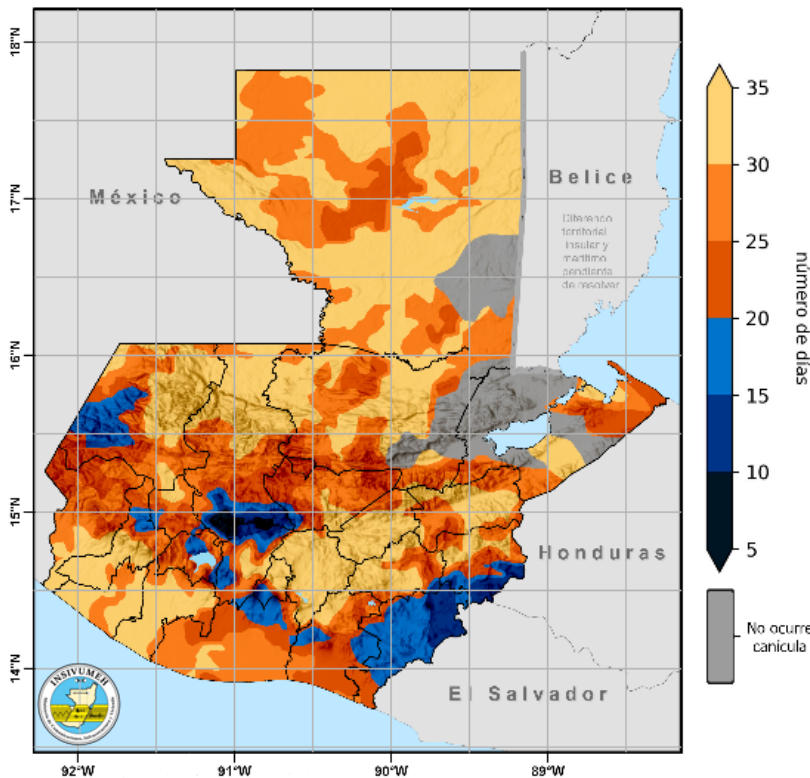 18°N
17°N
16°N
15°N
14°N
92°W
91°W
90°W
89°W
México
Belice
Diferendo
territorial
insular y
marítimo
pendiente
de resolver
Honduras
El Salvador
INSIVUMEH
35
30
25
20
15
10
5
número de días
No ocurre
canicula